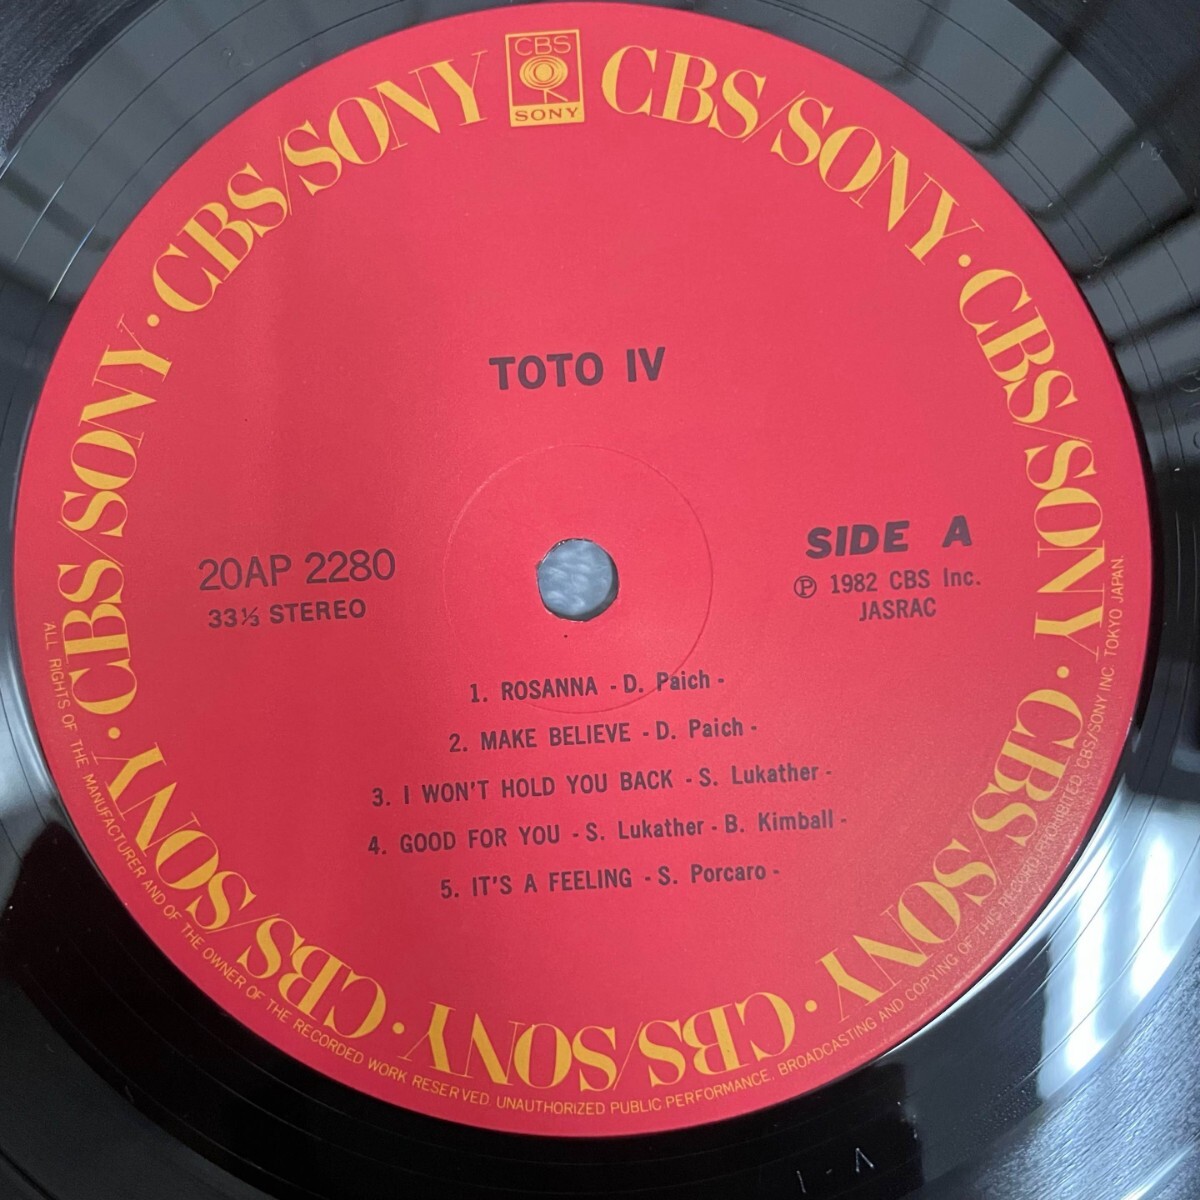 CBS
SONY
CBS/SONY · CBS/SONY · CBS/SONY · CBS/SONY · CBS/SONY · CBS/SONY · CBS/SONY · CBS/SONY
TOTO IV
20AP 2280
33⅓ STEREO
SIDE A
Ⓟ 1982 CBS Inc.
JASRAC
1. ROSANNA - D. Paich -
2. MAKE BELIEVE - D. Paich -
3. I WON'T HOLD YOU BACK - S. Lukather -
4. GOOD FOR YOU - S. Lukather - B. Kimball -
5. IT'S A FEELING - S. Porcaro -
ALL RIGHTS OF THE MANUFACTURER AND OF THE OWNER OF THE RECORDED WORK RESERVED. UNAUTHORIZED PUBLIC PERFORMANCE, BROADCASTING AND COPYING OF THIS RECORD PROHIBITED. CBS/SONY INC. TOKYO JAPAN.